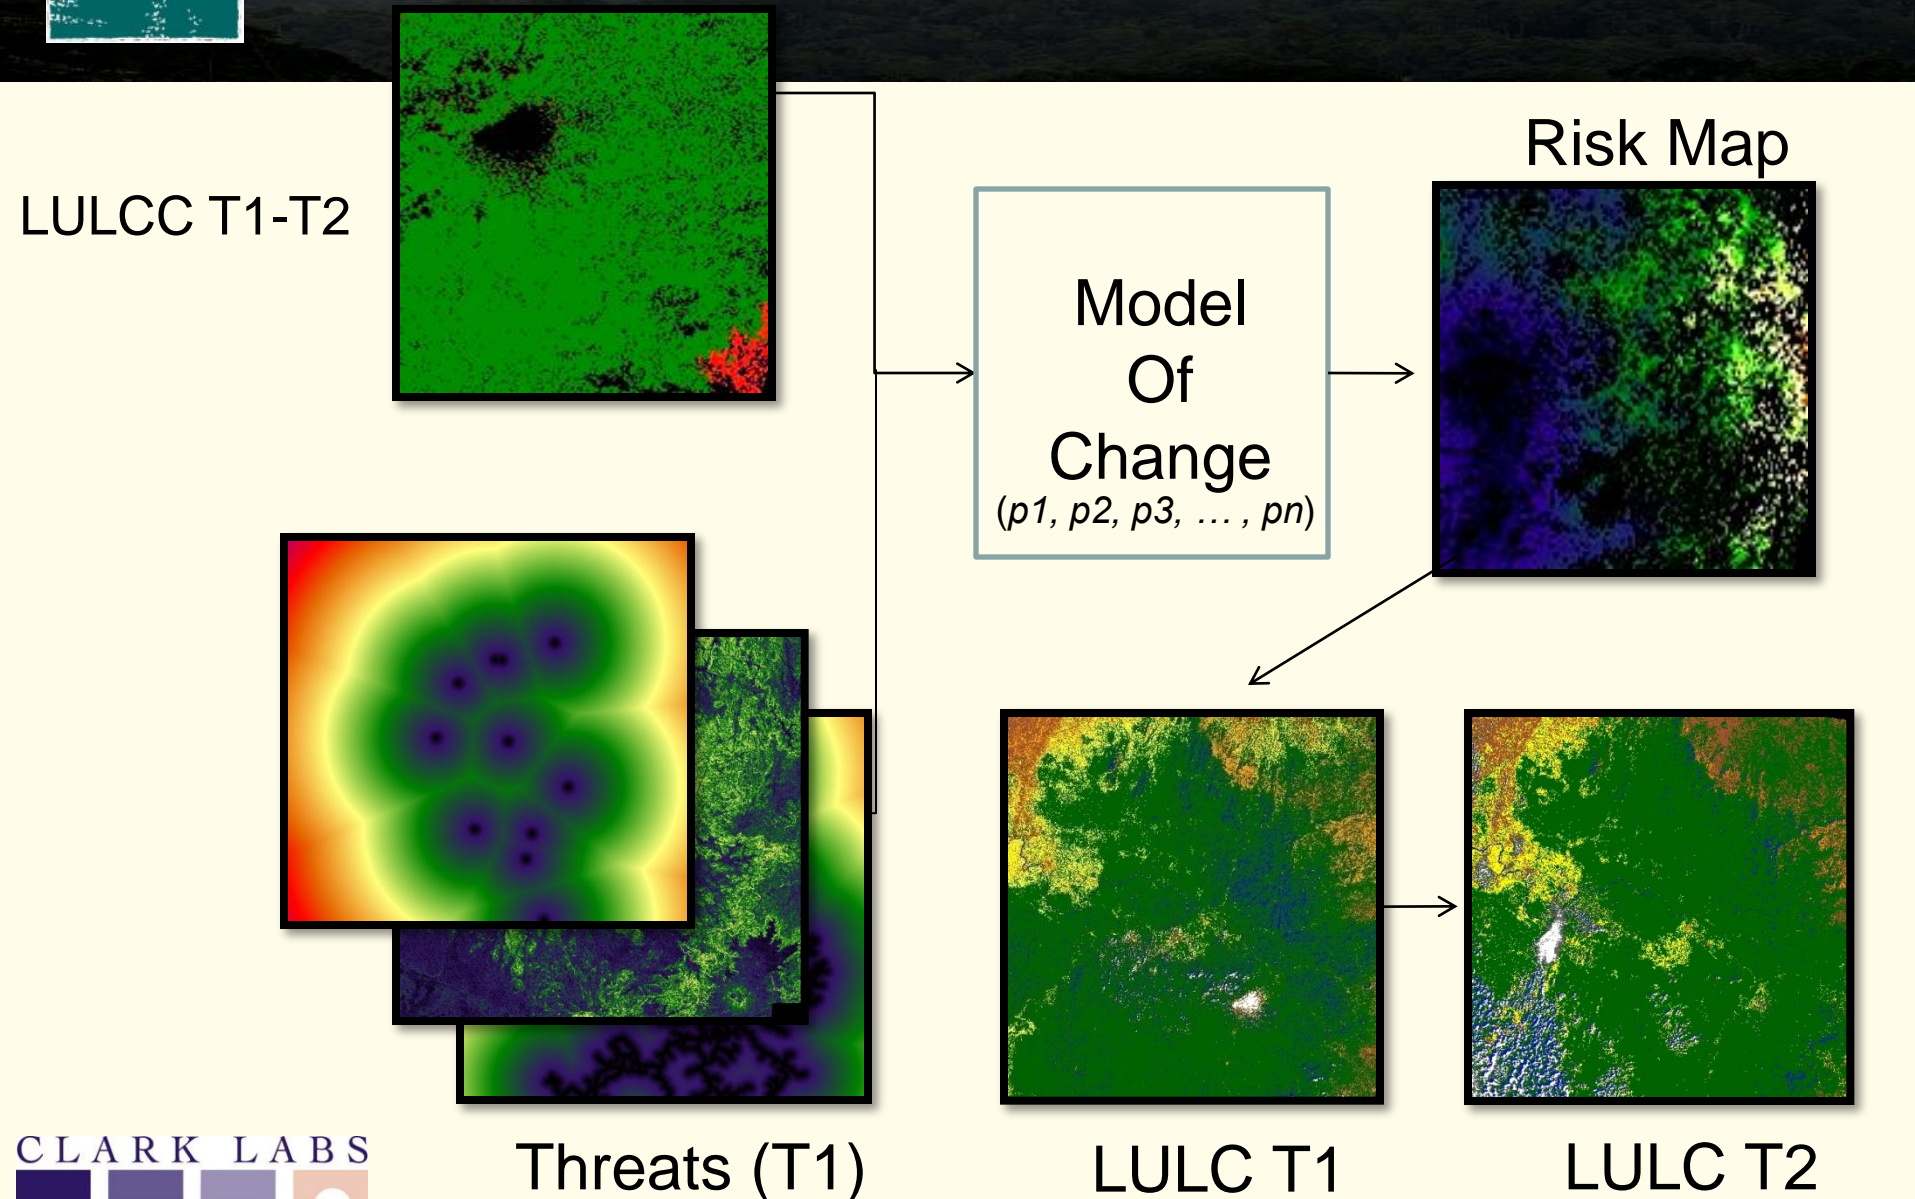 Risk Map
LULCC T1-T2
Model
Of
Change
(p1, p2, p3, … , pn)
Threats (T1)
LULC T1
LULC T2
CLARK LABS